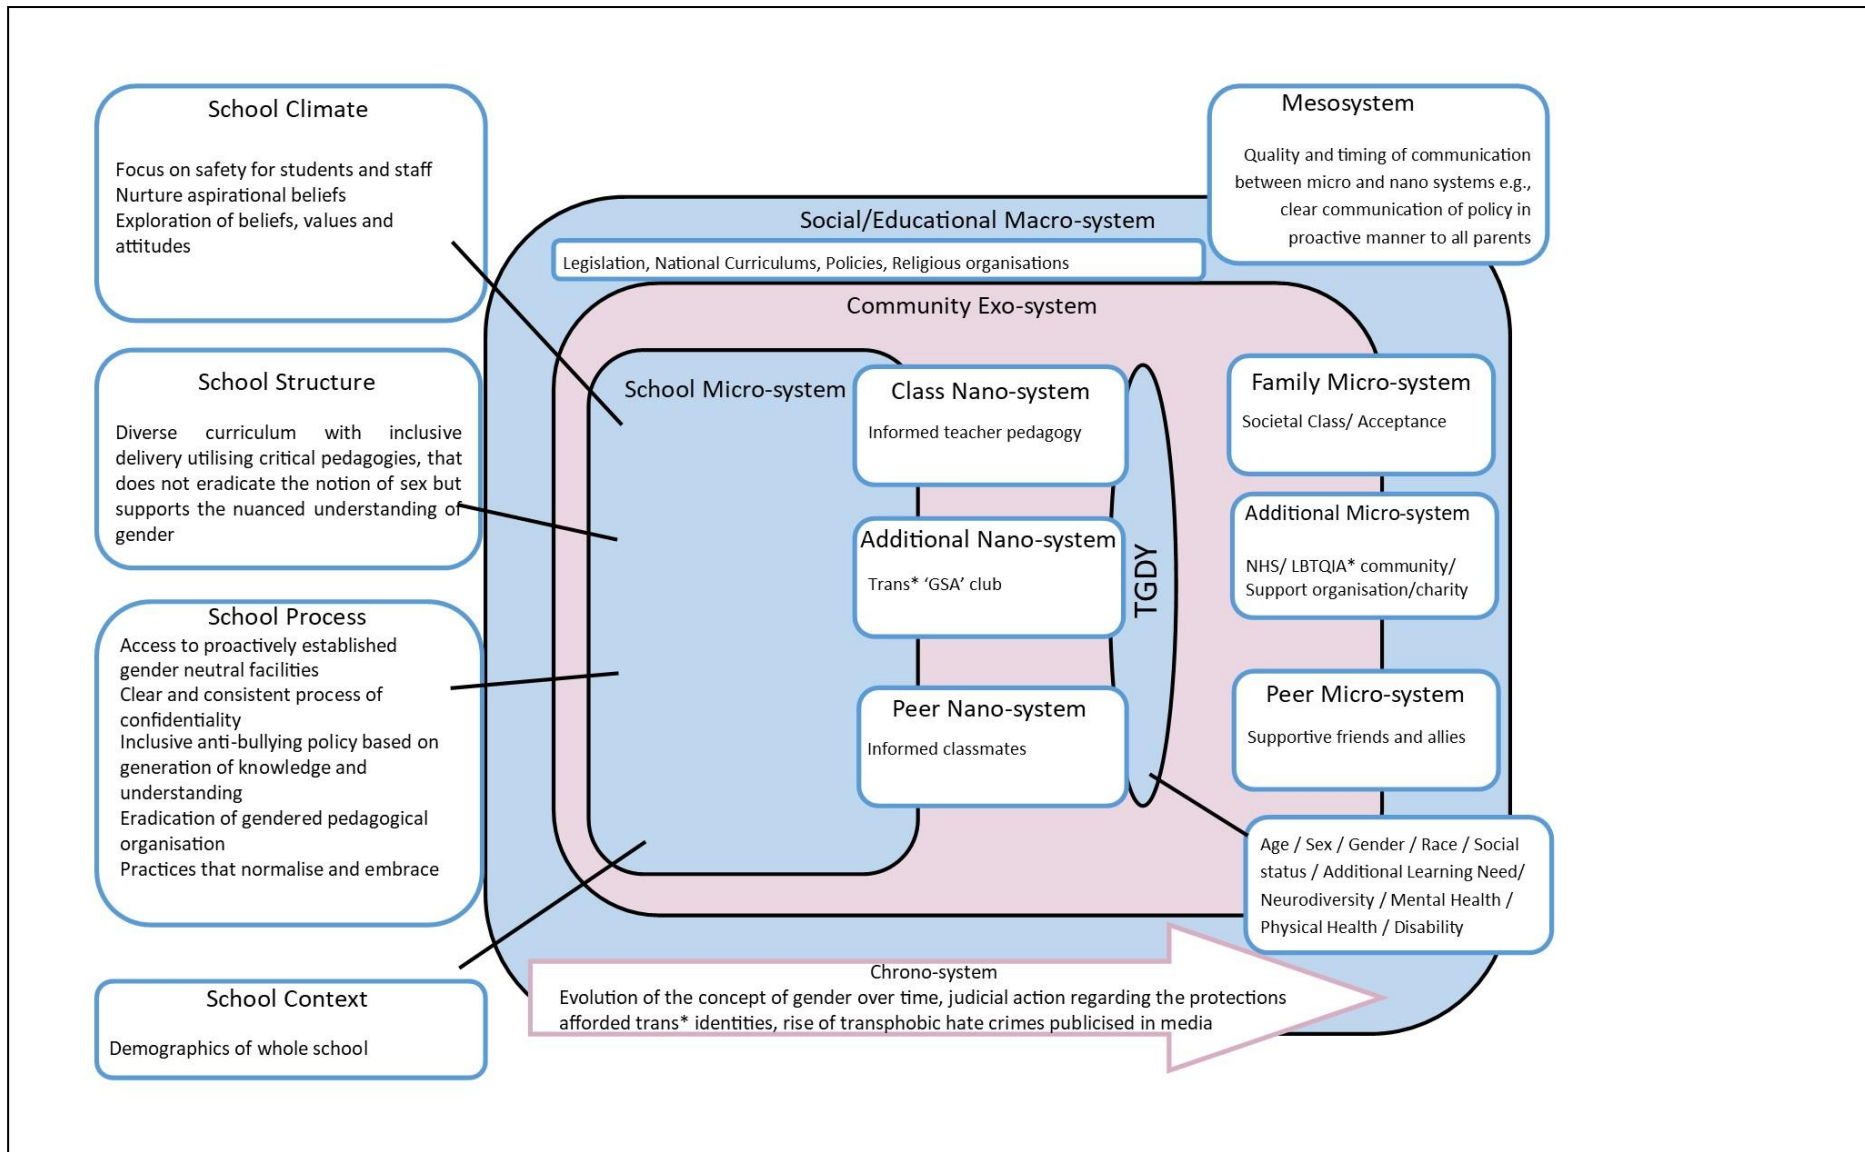 School Climate
Focus on safety for students and staff
Nurture aspirational beliefs
Exploration of beliefs, values and
attitudes
School Structure
Diverse curriculum with inclusive
delivery utilising critical pedagogies, that
does not eradicate the notion of sex but
supports the nuanced understanding of
gender
School Process
Access to proactively established
gender neutral facilities
Clear and consistent process of
confidentiality
Inclusive anti-bullying policy based on
generation of knowledge and
understanding
Eradication of gendered pedagogical
organisation
Practices that normalise and embrace
School Context
Demographics of whole school
Social/Educational Macro-system
Legislation, National Curriculums, Policies, Religious organisations
Community Exo-system
School Micro-system
Class Nano-system
Informed teacher pedagogy
Additional Nano-system
Trans* ‘GSA’ club
Peer Nano-system
Informed classmates
TGDY
Mesosystem
Quality and timing of communication
between micro and nano systems e.g.,
clear communication of policy in
proactive manner to all parents
Family Micro-system
Societal Class/ Acceptance
Additional Micro-system
NHS/ LBTQIA* community/
Support organisation/charity
Peer Micro-system
Supportive friends and allies
Age / Sex / Gender / Race / Social
status / Additional Learning Need/
Neurodiversity / Mental Health /
Physical Health / Disability
Chrono-system
Evolution of the concept of gender over time, judicial action regarding the protections
afforded trans* identities, rise of transphobic hate crimes publicised in media